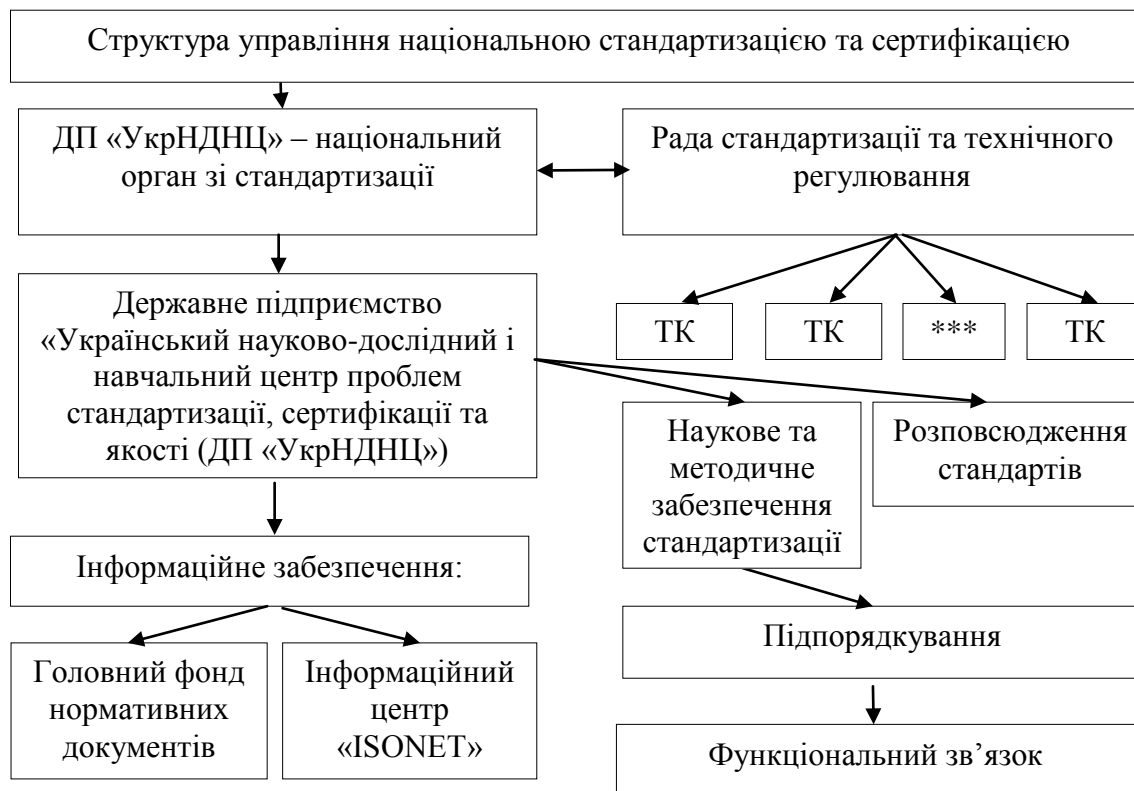 Структура управління національною стандартизацією та сертифікацією
ДП «УкрНДНЦ» – національний
орган зі стандартизації
Рада стандартизації та технічного
регулювання
ТК
ТК
***
ТК
Державне підприємство
«Український науково-дослідний і
навчальний центр проблем
стандартизації, сертифікації та
якості (ДП «УкрНДНЦ»)
Наукове та
методичне
забезпечення
стандартизації
Розповсюдження
стандартів
Інформаційне забезпечення:
Головний фонд
нормативних
документів
Інформаційний
центр
«ISONET»
Підпорядкування
Функціональний зв’язок